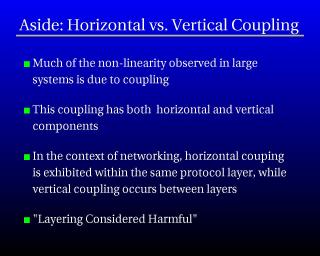 Aside: Horizontal vs. Vertical Coupling
Much of the non-linearity observed in large
systems is due to coupling
This coupling has both horizontal and vertical
components
In the context of networking, horizontal couping
is exhibited within the same protocol layer, while
vertical coupling occurs between layers
"Layering Considered Harmful"